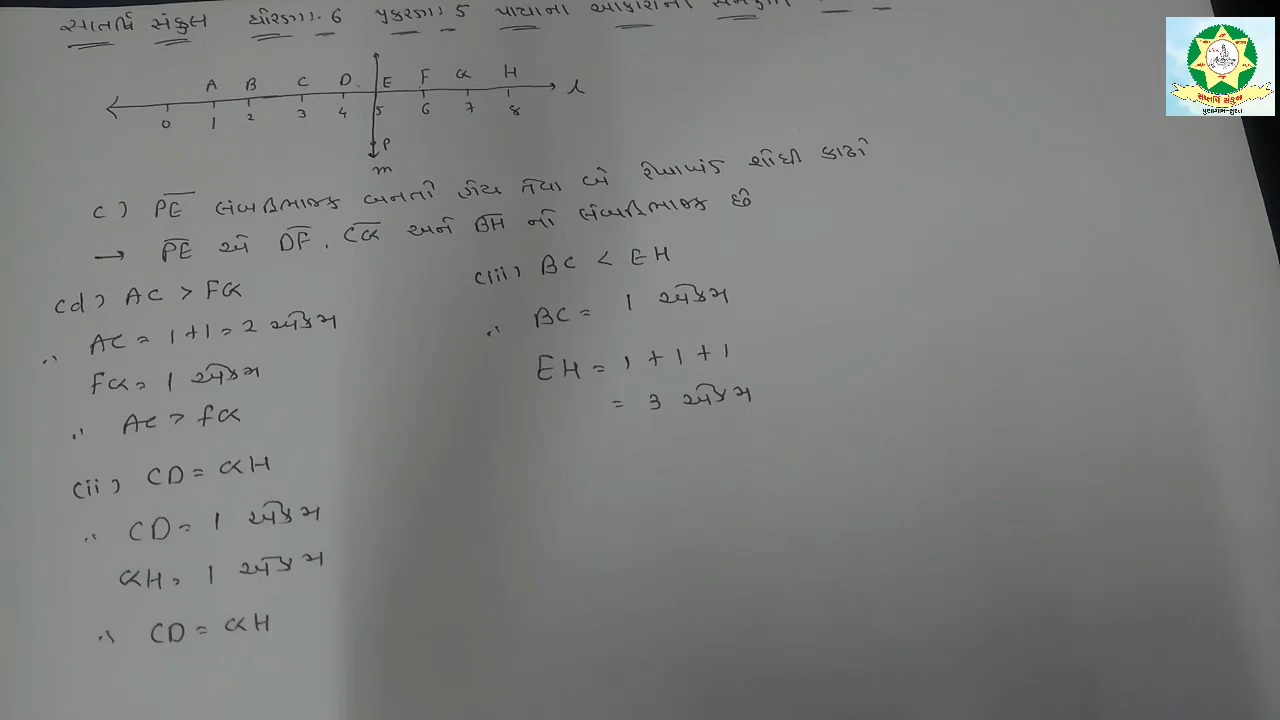 સાતર્ષિ સંકુલ ધોરણ:. 6 પ્રકરણ: 5 પાયાના આકારોની સમજૂતી
A B C D E F G H l
0 1 2 3 4 5 6 7 8
P
m
c) PE લંબદ્વિભાજક બનતો હોય તેવા બે રેખાખંડ શોધી કાઢો
→ PE એ DF, CG અને BH નો લંબદ્વિભાજક છે
(d) AC > FG
∴ AC = 1+1 = 2 એકમ
FG = 1 એકમ
∴ AC > FG
(ii) CD = GH
∴ CD = 1 એકમ
GH = 1 એકમ
∴ CD = GH
(iii) BC < EH
∴ BC = 1 એકમ
EH = 1 + 1 + 1
= 3 એકમ
સાપ્તર્ષિ સંકુલ
પુણાગામ-સુરત